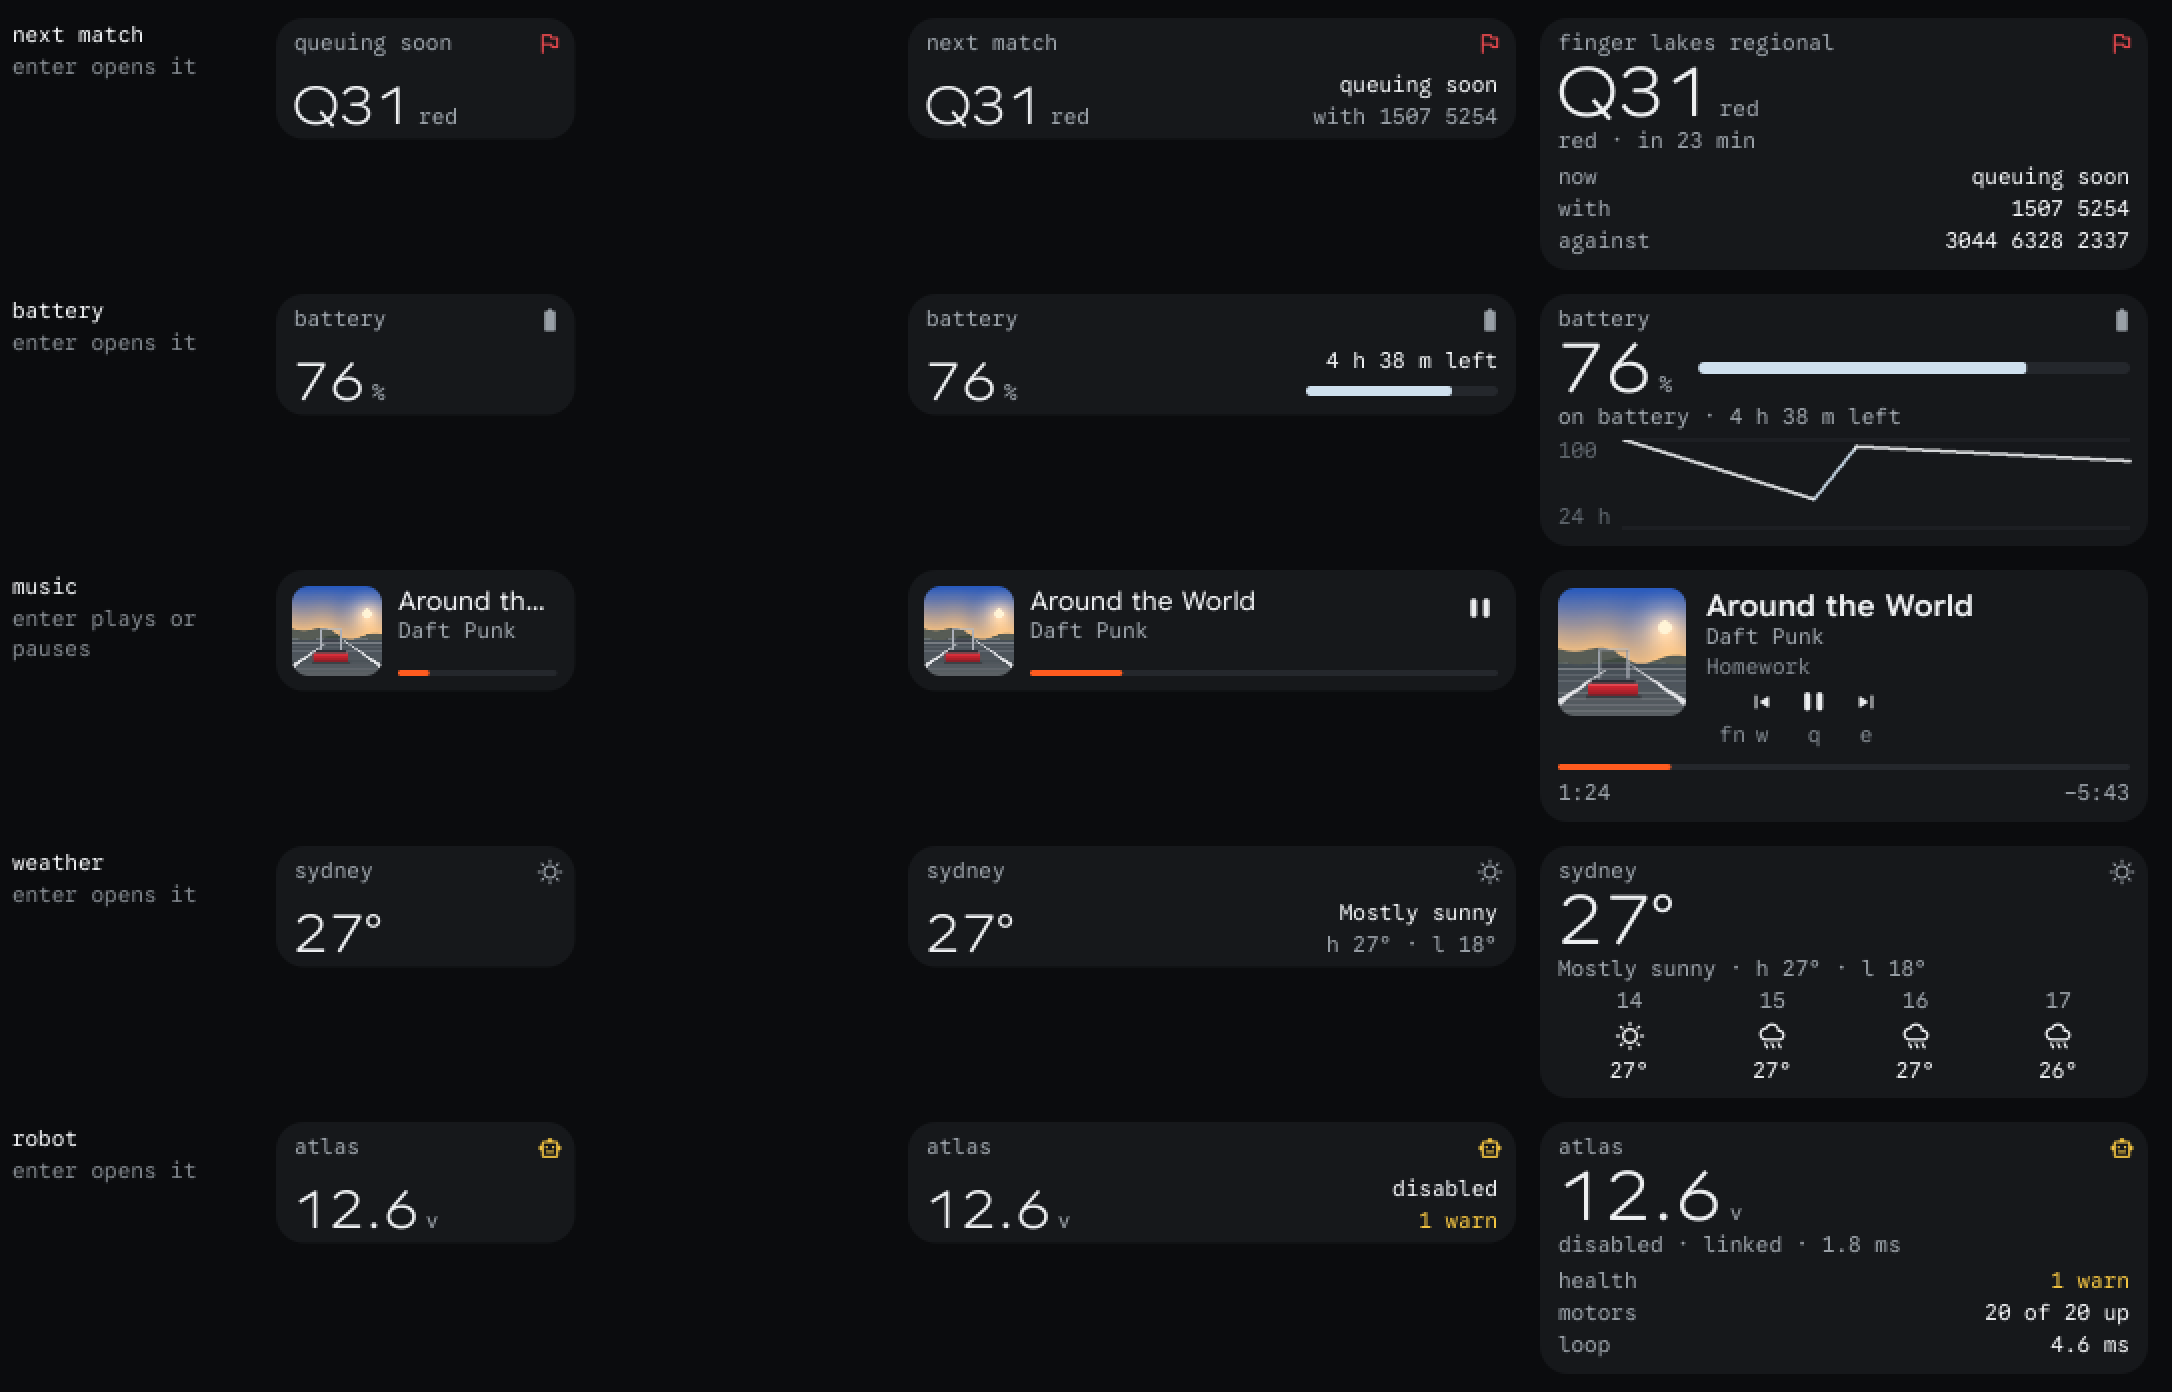 next match
enter opens it
queuing soon
Q31 red
next match
Q31 red
queuing soon
with 1507 5254
finger lakes regional
Q31 red
red · in 23 min
now queuing soon
with 1507 5254
against 3044 6328 2337
battery
enter opens it
battery
76 %
battery
76 %
4 h 38 m left
battery
76 %
on battery · 4 h 38 m left
100
24 h
music
enter plays or
pauses
Around th...
Daft Punk
Around the World
Daft Punk
Around the World
Daft Punk
Homework
fn w q e
1:24 -5:43
weather
enter opens it
sydney
27°
sydney
27°
Mostly sunny
h 27° · l 18°
sydney
27°
Mostly sunny · h 27° · l 18°
14 15 16 17
27° 27° 27° 26°
robot
enter opens it
atlas
12.6 v
atlas
12.6 v
disabled
1 warn
atlas
12.6 v
disabled · linked · 1.8 ms
health 1 warn
motors 20 of 20 up
loop 4.6 ms